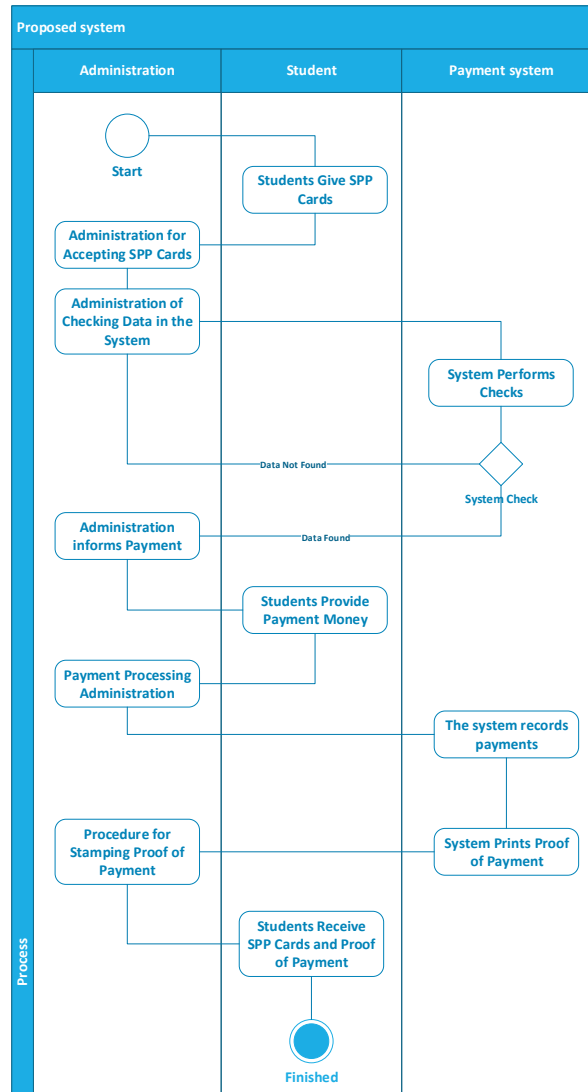 Proposed system
Administration
Student
Payment system
Start
Students Give SPP
Cards
Administration for
Accepting SPP Cards
Administration of
Checking Data in the
System
System Performs
Checks
Data Not Found
System Check
Administration
informs Payment
Data Found
Students Provide
Payment Money
Payment Processing
Administration
The system records
payments
Procedure for
Stamping Proof of
Payment
System Prints Proof
of Payment
Students Receive
SPP Cards and Proof
of Payment
Process
Finished